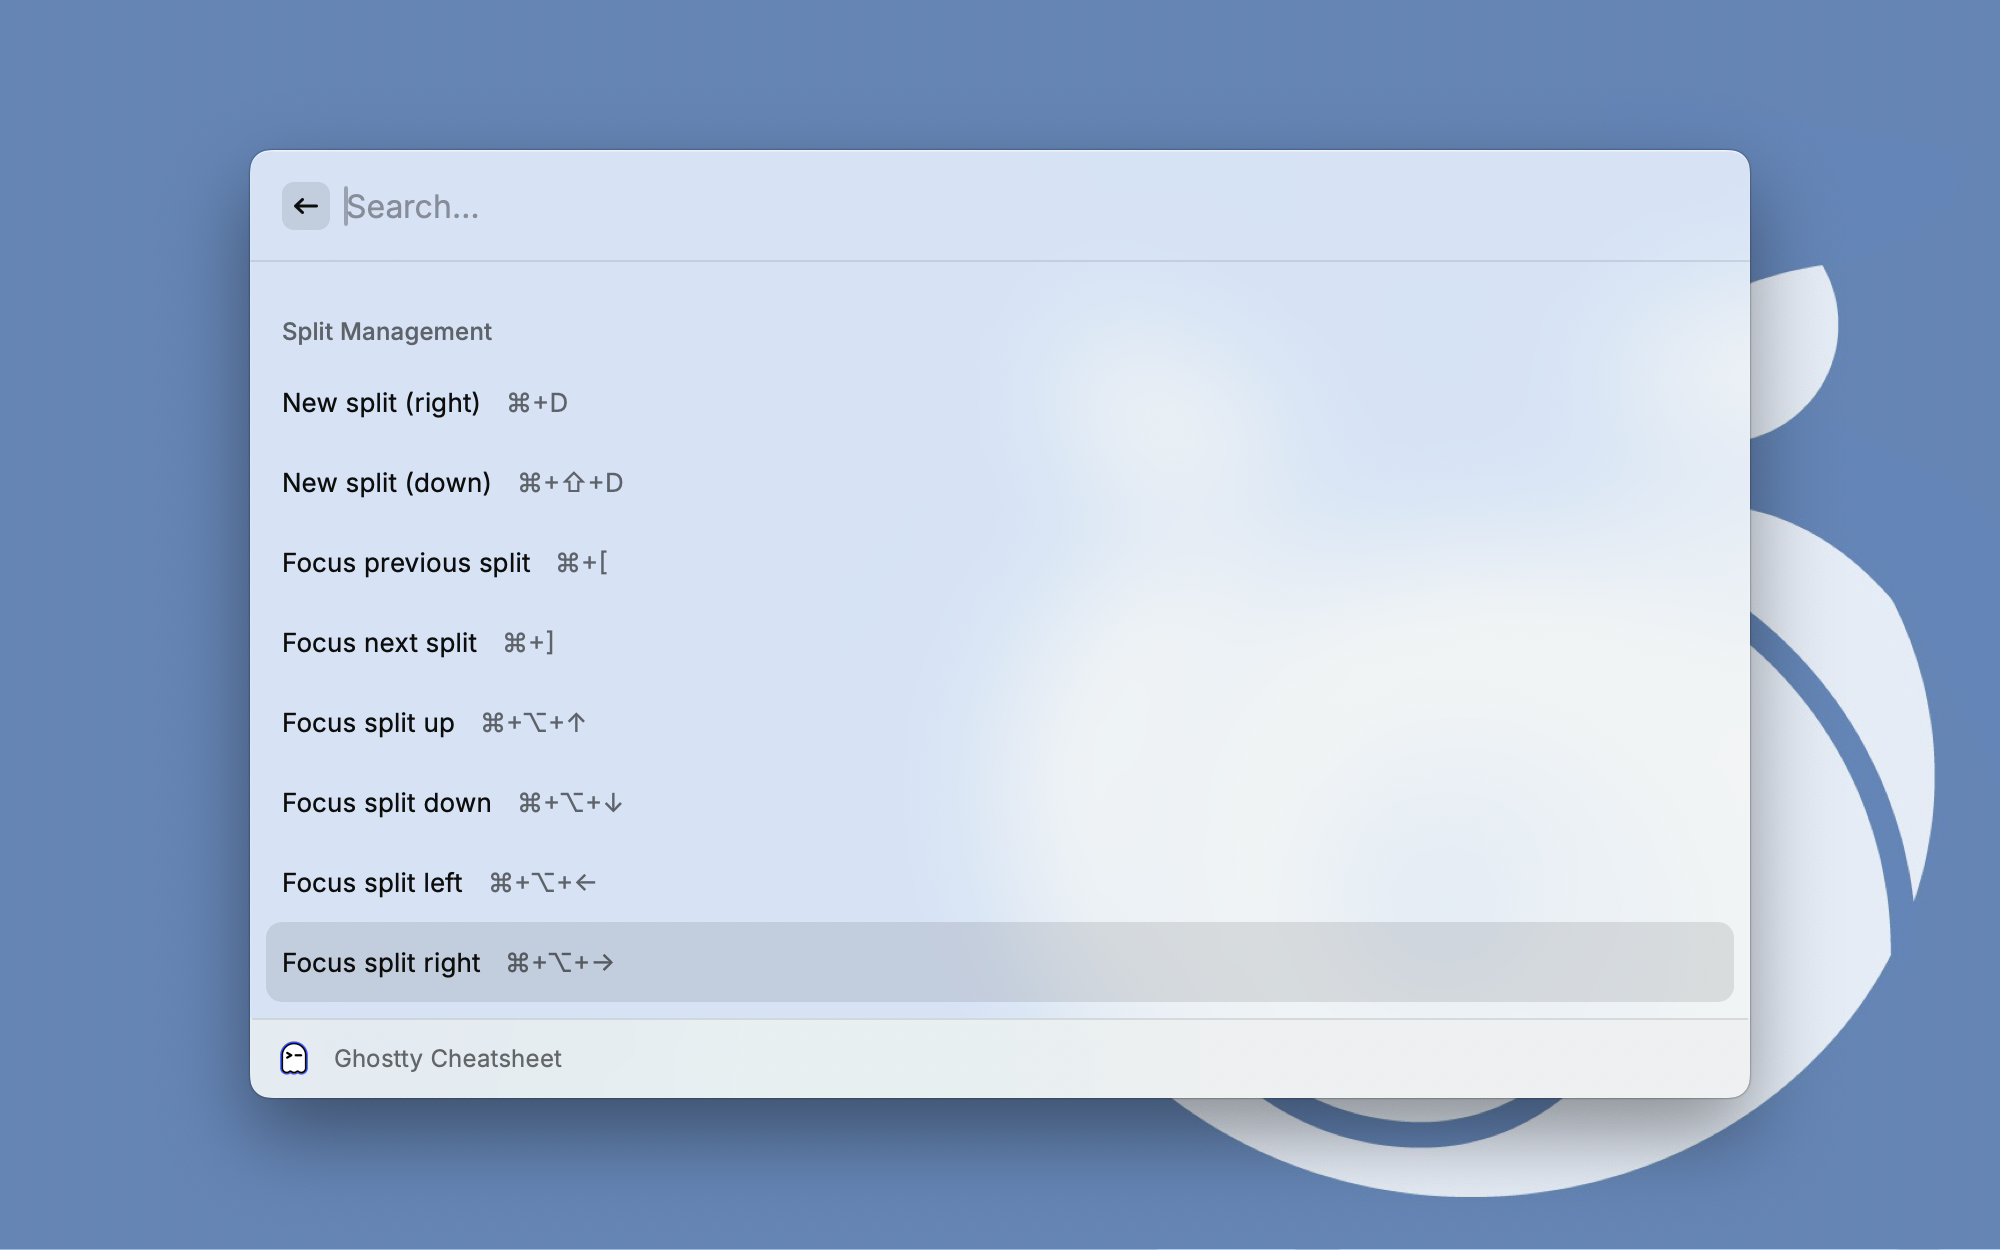 Search...
Split Management
New split (right) ⌘+D
New split (down) ⌘+⇧+D
Focus previous split ⌘+[
Focus next split ⌘+]
Focus split up ⌘+⌥+↑
Focus split down ⌘+⌥+↓
Focus split left ⌘+⌥+←
Focus split right ⌘+⌥+→
Ghostty Cheatsheet